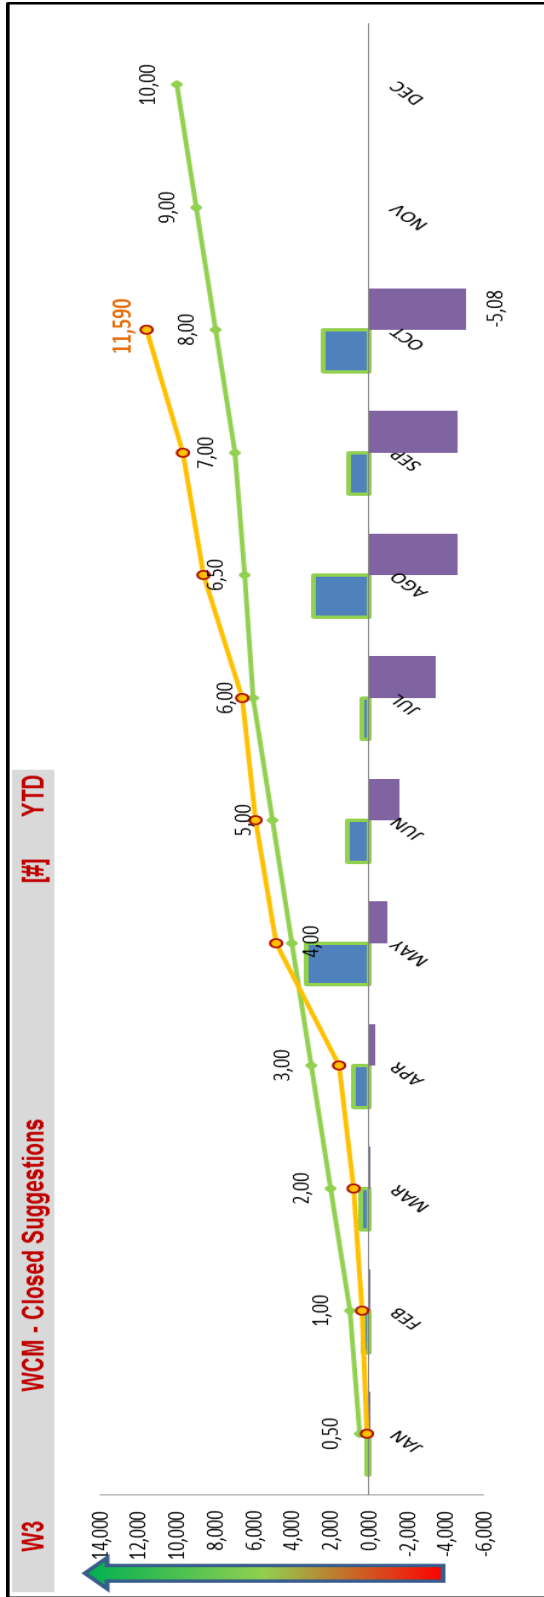 W3 WCM - Closed Suggestions [#] YTD
14,000
12,000
10,000
8,000
6,000
4,000
2,000
0,000
-2,000
-4,000
-6,000
0,50
1,00
2,00
3,00
4,00
5,00
6,00
6,50
7,00
8,00
9,00
10,00
11,590
-5,08
JAN
FEB
MAR
APR
MAY
JUN
JUL
AGO
SEP
OCT
NOV
DEC